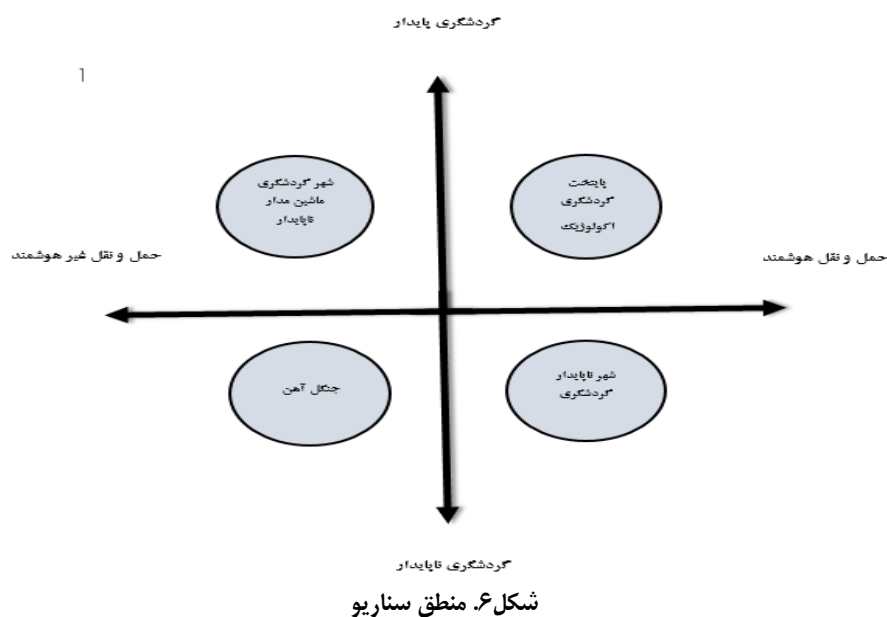 گردشگری پایدار
1
پایتخت
گردشگری
اکولوژیک
شهر گردشگری
ماشین مدار
ناپایدار
حمل و نقل هوشمند
حمل و نقل غیر هوشمند
شهر ناپایدار
گردشگری
جنگل آهن
گردشگری ناپایدار
شکل۶. منطق سناریو